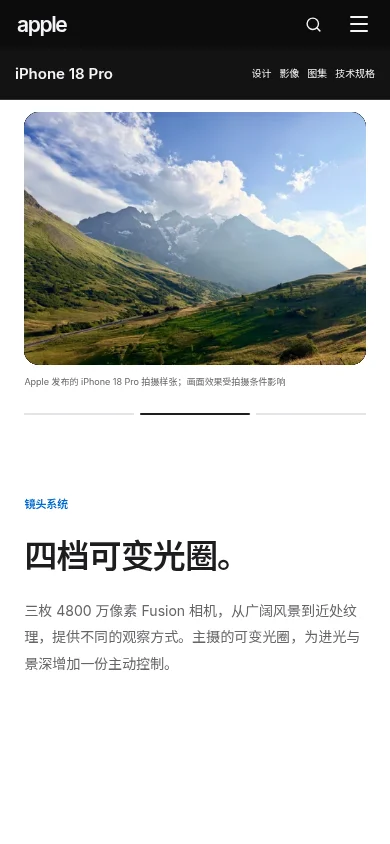 apple
iPhone 18 Pro
设计 影像 图集 技术规格
Apple 发布的 iPhone 18 Pro 拍摄样张；画面效果受拍摄条件影响
镜头系统
四档可变光圈。
三枚 4800 万像素 Fusion 相机，从广阔风景到近处纹
理，提供不同的观察方式。主摄的可变光圈，为进光与
景深增加一份主动控制。